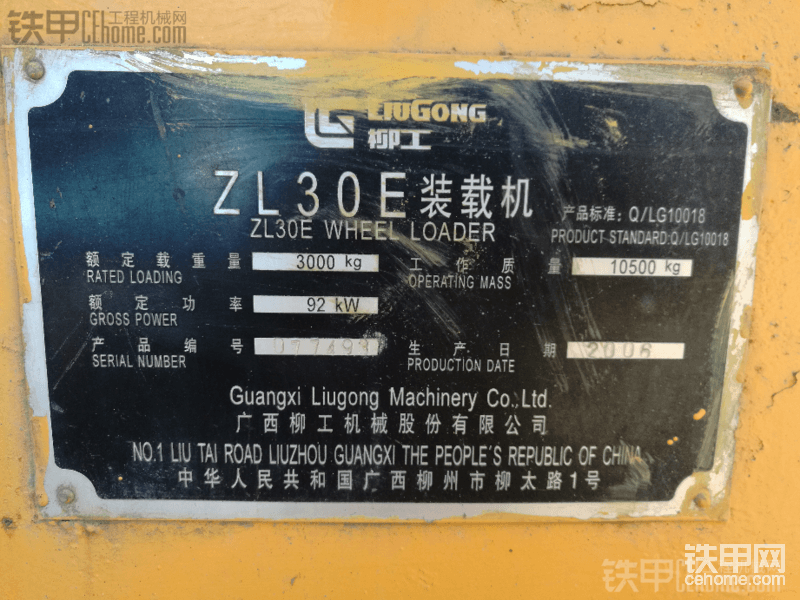 铁甲 工程机械网
CEhome.com
LIUGONG
柳工
ZL30E装载机
产品标准：Q/LG10018
ZL30E WHEEL LOADER
PRODUCT STANDARD:Q/LG10018
额定载重量 3000 kg 工作质量 10500 kg
RATED LOADING OPERATING MASS
额定功率 92 kW
GROSS POWER
产品编号 生产日期 2006
SERIAL NUMBER PRODUCTION DATE
Guangxi Liugong Machinery Co.,Ltd.
广西柳工机械股份有限公司
NO.1 LIU TAI ROAD LIUZHOU GUANGXI THE PEOPLE'S REPUBLIC OF CHINA
中华人民共和国广西柳州市柳太路1号
铁甲网
cehome.com
铁甲网
cehome.com